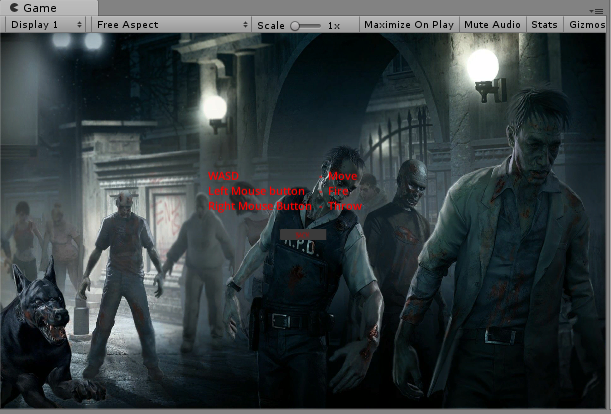 Game
Display 1 Free Aspect Scale 1x Maximize On Play Mute Audio Stats Gizmos
WASD Move
Left Mouse button Fire
Right Mouse Button
R.P.D.